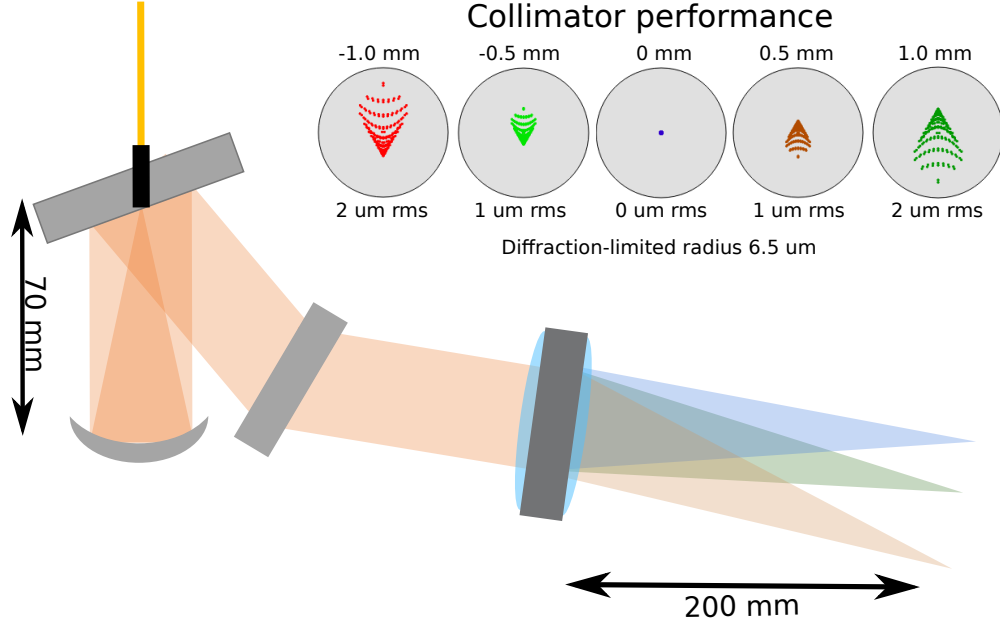 Collimator performance
-1.0 mm
-0.5 mm
0 mm
0.5 mm
1.0 mm
2 um rms
1 um rms
0 um rms
1 um rms
2 um rms
Diffraction-limited radius 6.5 um
70 mm
200 mm